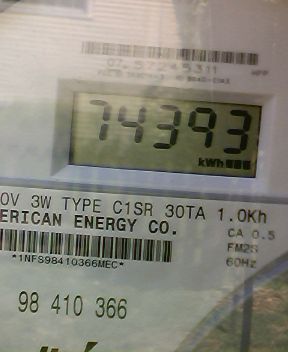 74393
kWh
0V 3W TYPE C1SR 30TA 1.0Kh
ERICAN ENERGY CO.
CA 0.5
FM2S
60Hz
*1NFS98410366MEC*
98 410 366